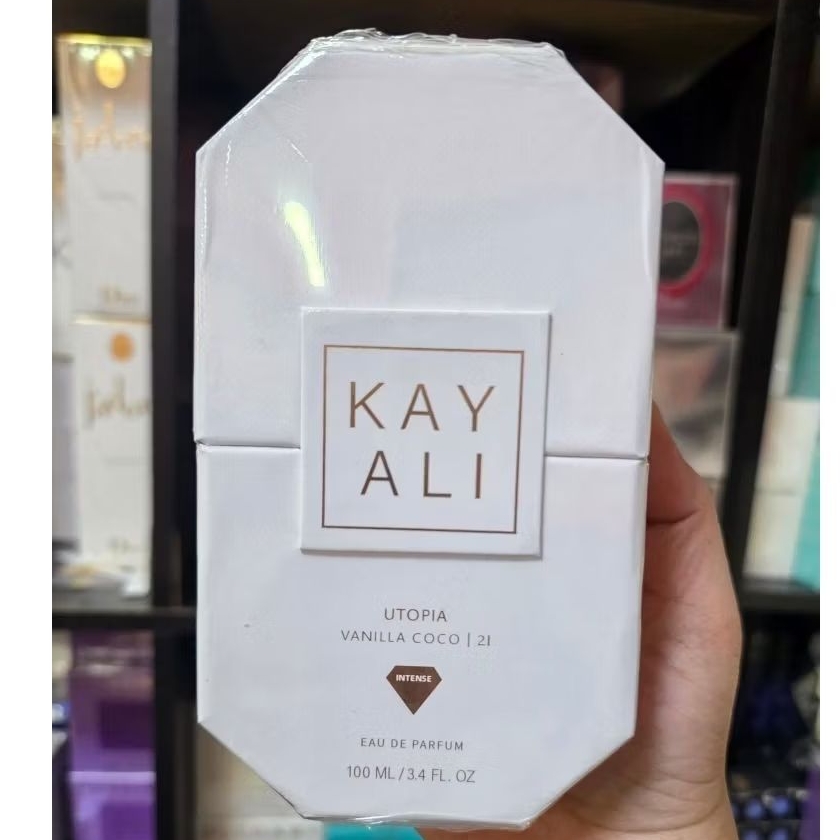 KAY
ALI
UTOPIA
VANILLA COCO | 21
INTENSE
EAU DE PARFUM
100 ML / 3.4 FL. OZ